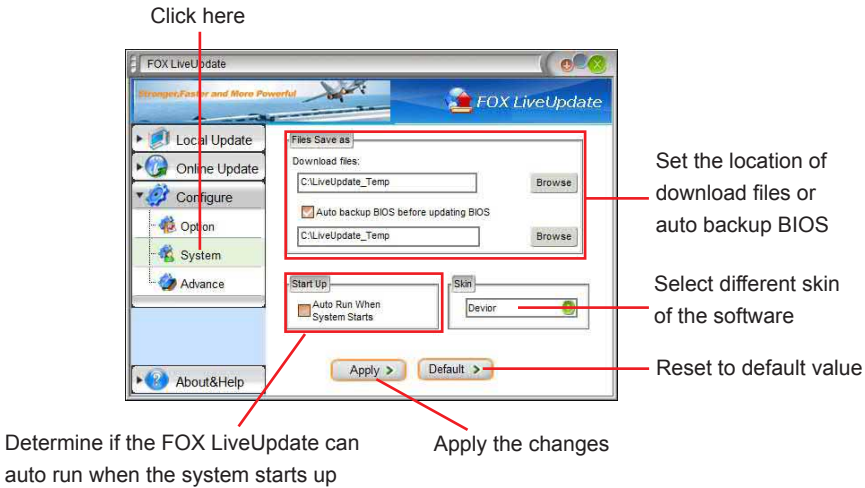 Click here
FOX LiveUpdate
Stronger,Faster and More Powerful
FOX LiveUpdate
Local Update
Online Update
Configure
Option
System
Advance
About&Help
Files Save as
Download files:
C:\LiveUpdate_Temp
Browse
Auto backup BIOS before updating BIOS
C:\LiveUpdate_Temp
Browse
Start Up
Auto Run When
System Starts
Skin
Devior
Apply
Default
Set the location of
download files or
auto backup BIOS
Select different skin
of the software
Reset to default value
Determine if the FOX LiveUpdate can
auto run when the system starts up
Apply the changes